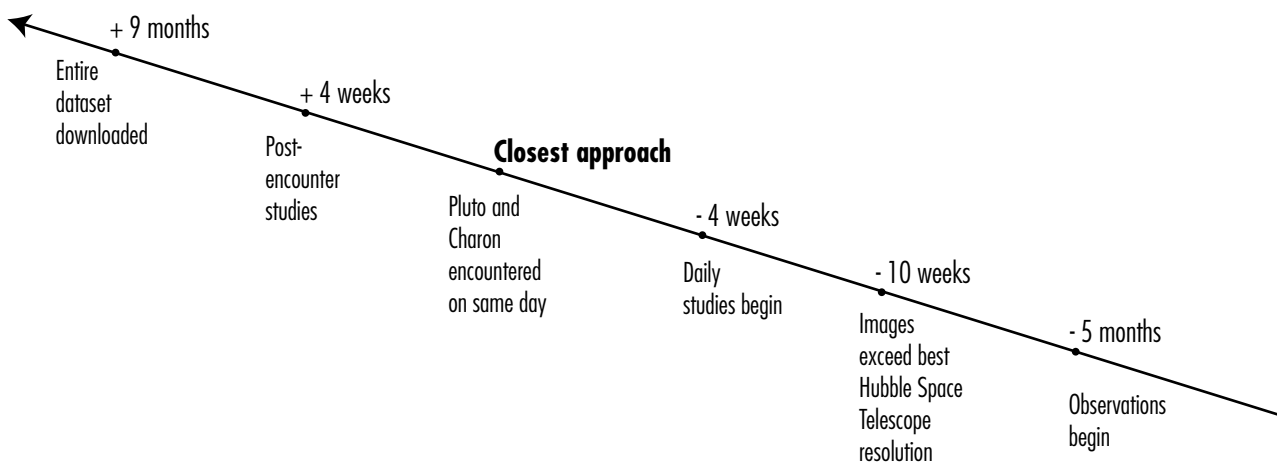 + 9 months
Entire
dataset
downloaded
+ 4 weeks
Post-
encounter
studies
Closest approach
Pluto and
Charon
encountered
on same day
- 4 weeks
Daily
studies begin
- 10 weeks
Images
exceed best
Hubble Space
Telescope
resolution
- 5 months
Observations
begin